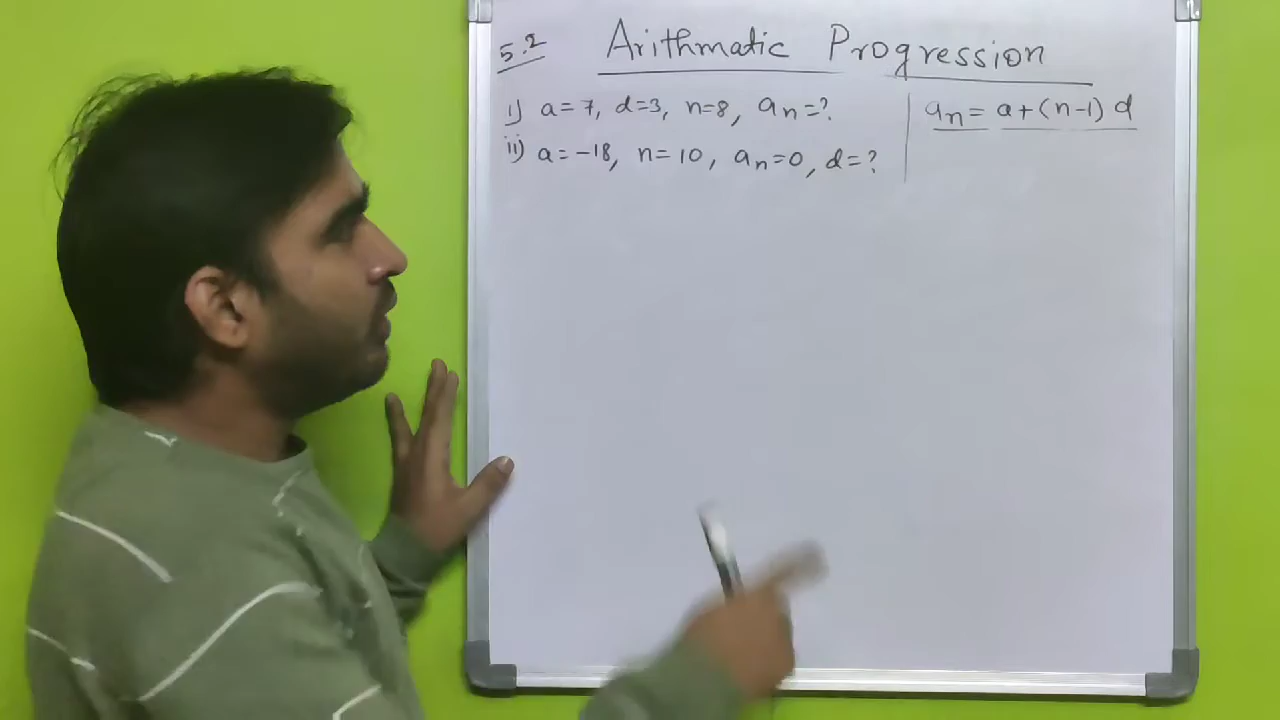 5.2 Arithmatic Progression
i) a=7, d=3, n=8, an=?
ii) a=-18, n=10, an=0, d=?
an= a+(n-1) d